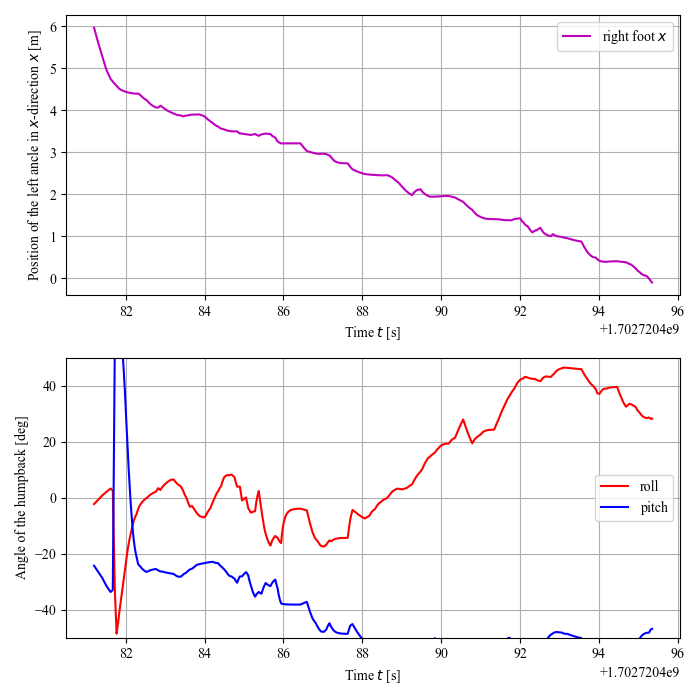 Position of the left angle in x-direction x [m]
6
5
4
3
2
1
0
right foot x
82 84 86 88 90 92 94 96
Time t [s]
+1.7027204e9
Angle of the humpback [deg]
40
20
0
−20
−40
roll
pitch
82 84 86 88 90 92 94 96
Time t [s]
+1.7027204e9